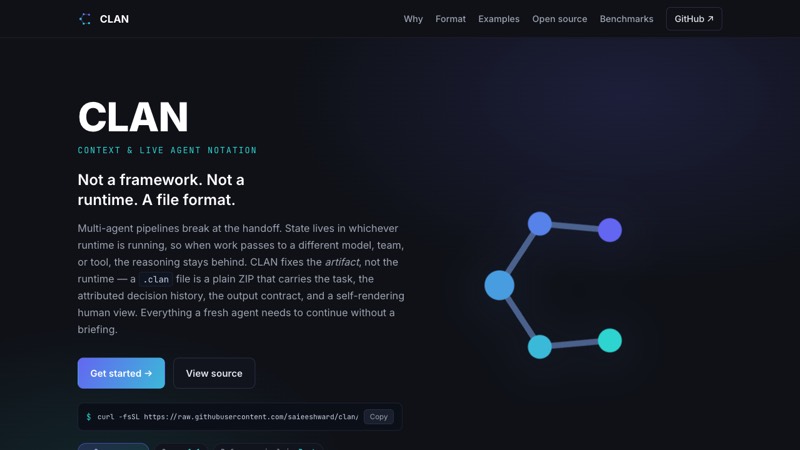 CLAN
Why Format Examples Open source Benchmarks GitHub ↗
CLAN
CONTEXT & LIVE AGENT NOTATION
Not a framework. Not a
runtime. A file format.
Multi-agent pipelines break at the handoff. State lives in whichever
runtime is running, so when work passes to a different model, team,
or tool, the reasoning stays behind. CLAN fixes the artifact, not the
runtime — a .clan file is a plain ZIP that carries the task, the
attributed decision history, the output contract, and a self-rendering
human view. Everything a fresh agent needs to continue without a
briefing.
Get started → View source
$ curl -fsSL https://raw.githubusercontent.com/saieeshward/clan/ Copy